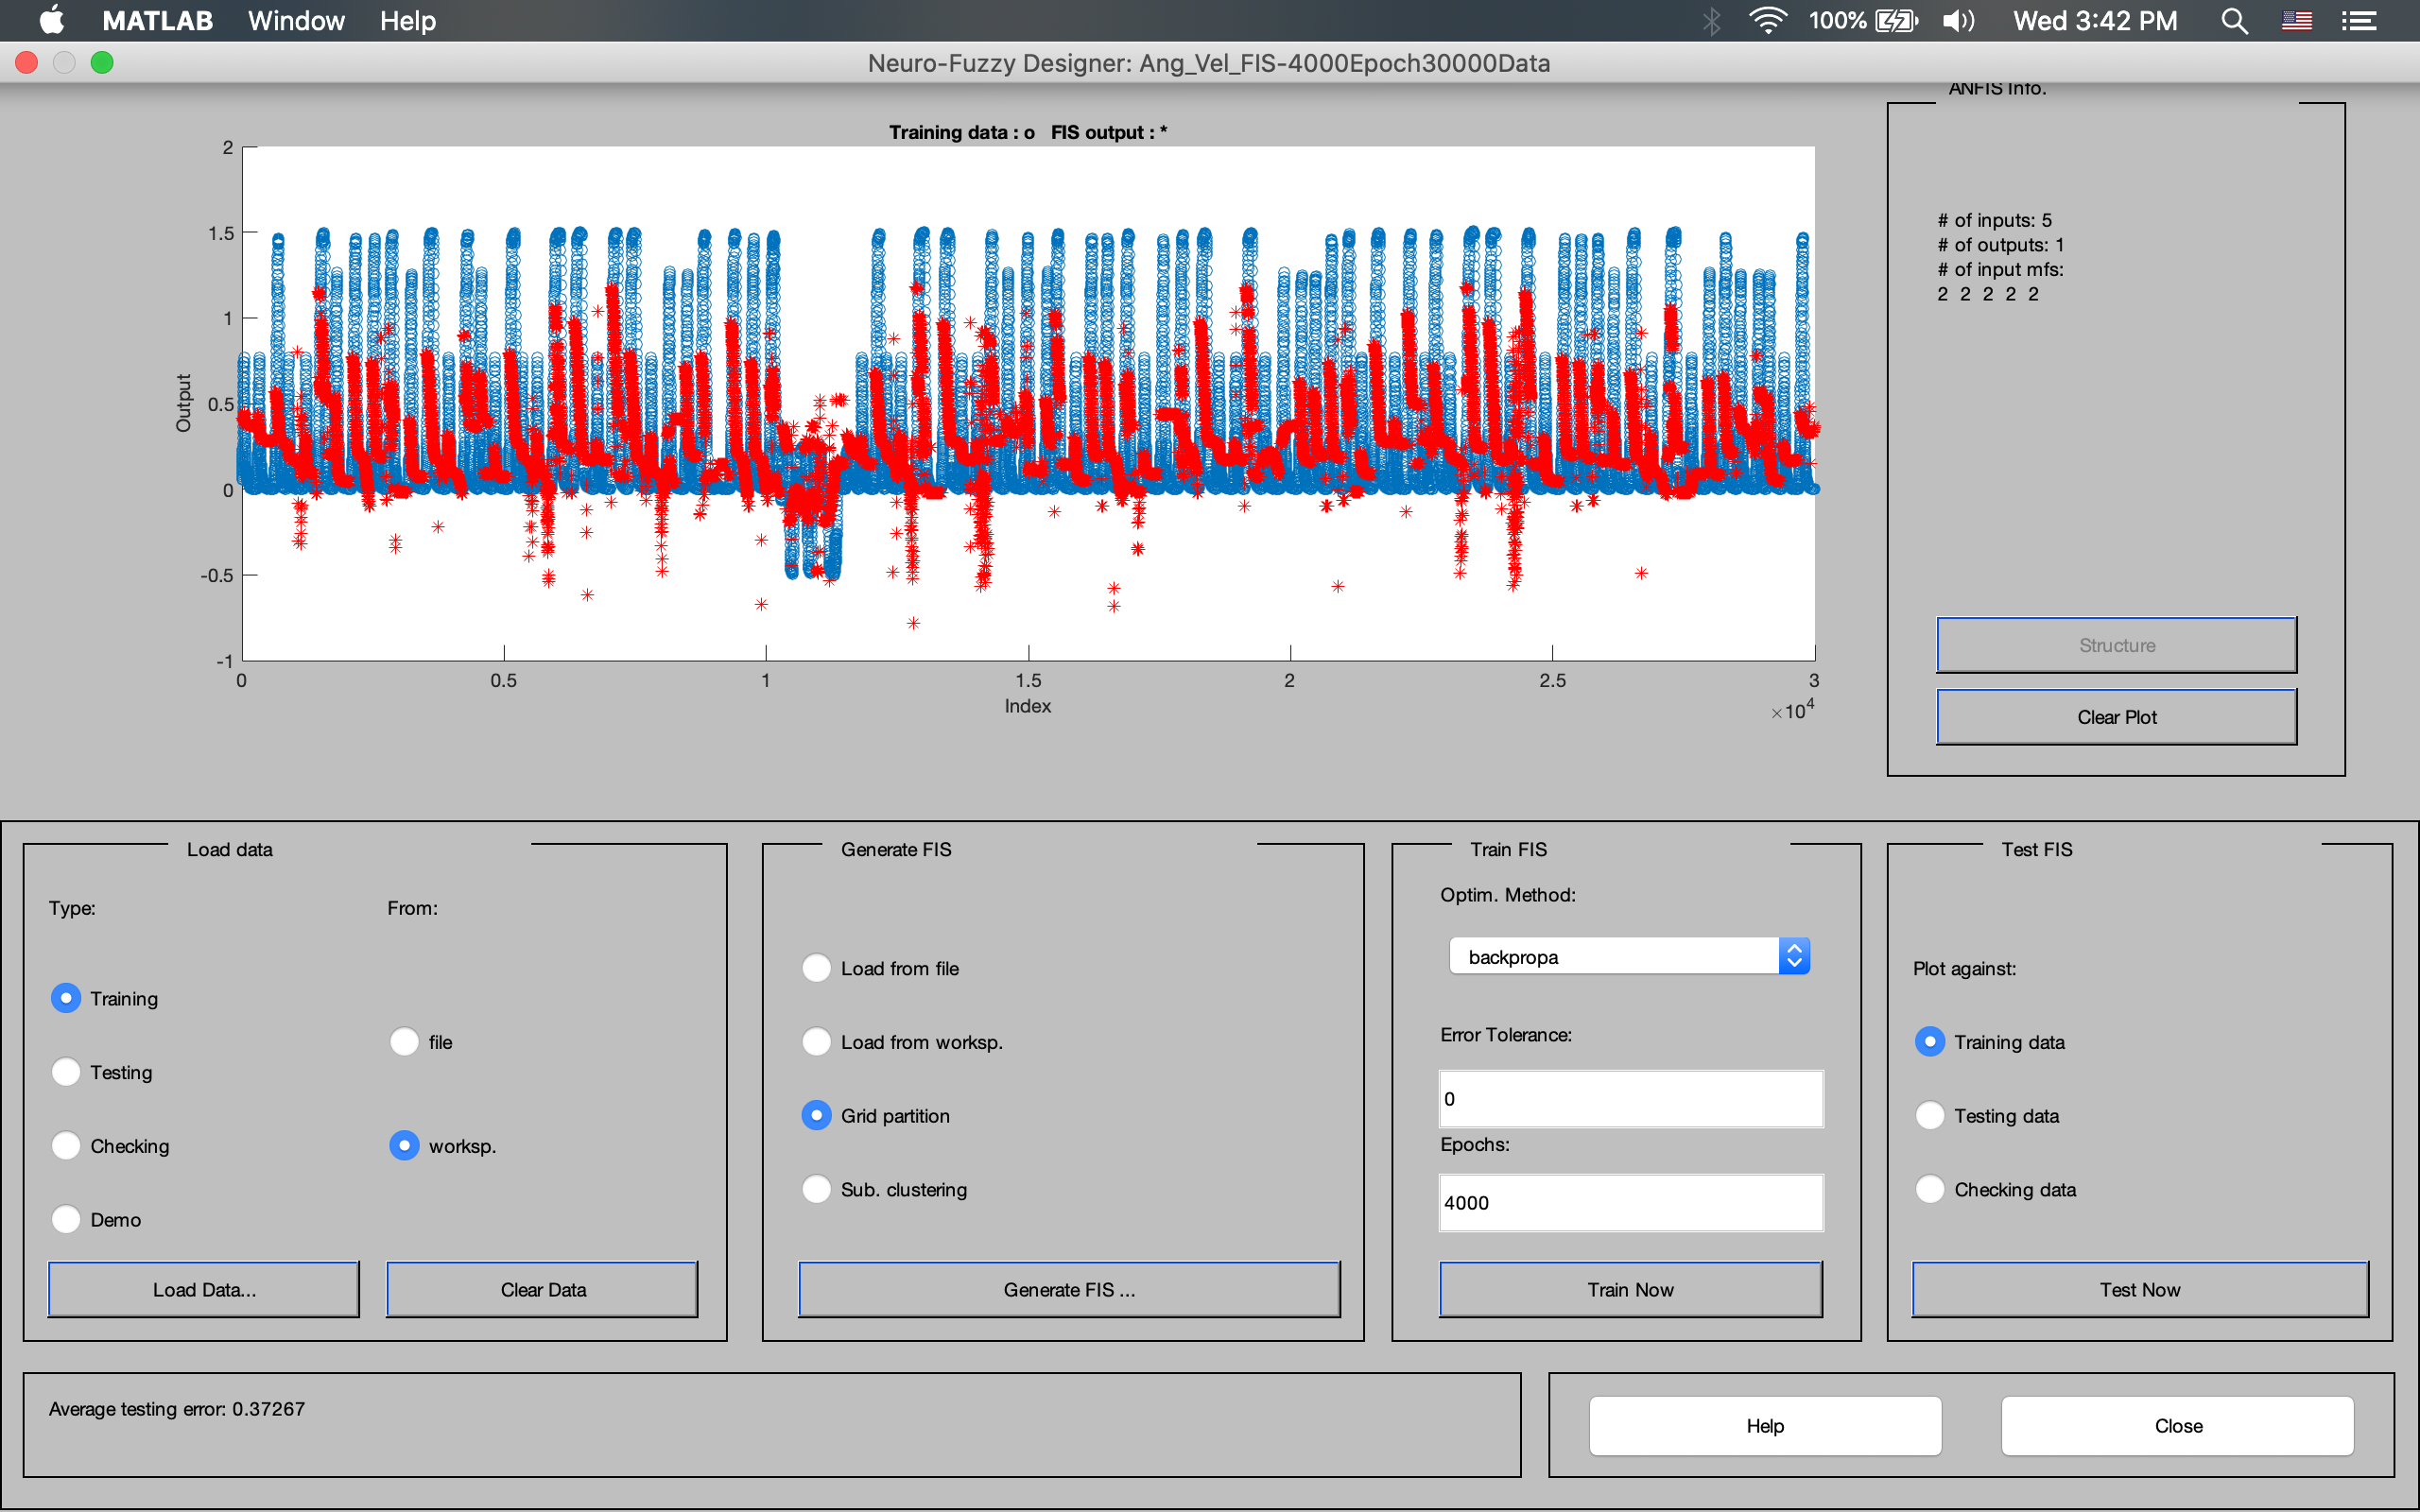 MATLAB Window Help 100% Wed 3:42 PM
Neuro-Fuzzy Designer: Ang_Vel_FIS-4000Epoch30000Data
ANFIS Info.
Training data : o FIS output : *
2
1.5
1
0.5
0
-0.5
-1
Output
0 0.5 1 1.5 2 2.5 3
Index
×10⁴
# of inputs: 5
# of outputs: 1
# of input mfs:
2 2 2 2 2
Structure
Clear Plot
Load data
Type:
From:
Training
Testing
Checking
Demo
file
worksp.
Load Data...
Clear Data
Generate FIS
Load from file
Load from worksp.
Grid partition
Sub. clustering
Generate FIS ...
Train FIS
Optim. Method:
backpropa
Error Tolerance:
0
Epochs:
4000
Train Now
Test FIS
Plot against:
Training data
Testing data
Checking data
Test Now
Average testing error: 0.37267
Help
Close